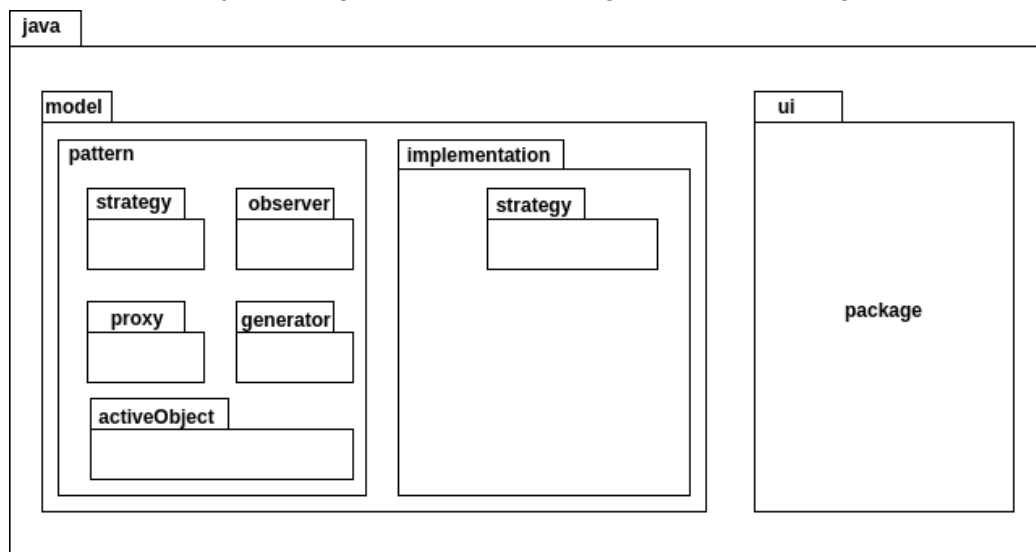 java
model
ui
pattern
implementation
strategy
observer
strategy
proxy
generator
package
activeObject